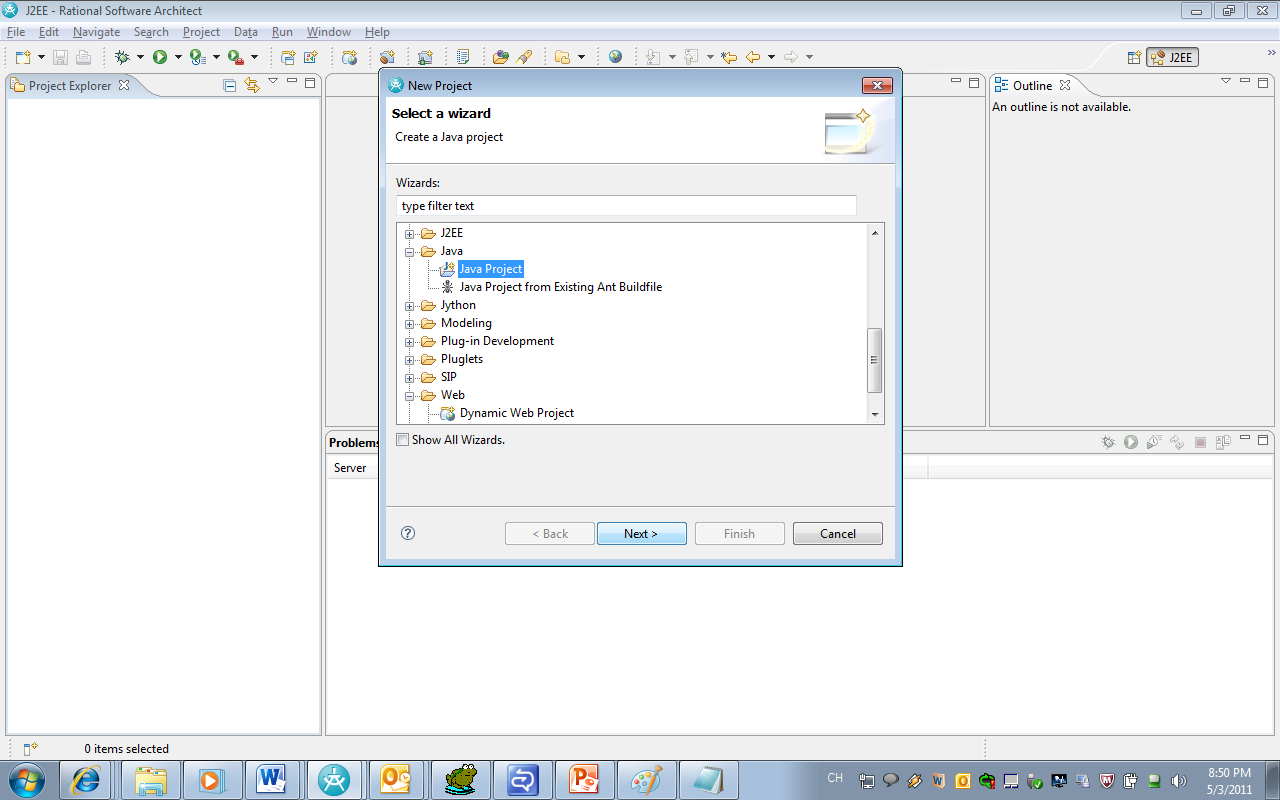 J2EE - Rational Software Architect
File Edit Navigate Search Project Data Run Window Help
J2EE
Project Explorer
Outline
An outline is not available.
New Project
Select a wizard
Create a Java project
Wizards:
type filter text
J2EE
Java
Java Project
Java Project from Existing Ant Buildfile
Jython
Modeling
Plug-in Development
Pluglets
SIP
Web
Dynamic Web Project
Show All Wizards.
< Back Next > Finish Cancel
Problems
Server
0 items selected
CH
8:50 PM
5/3/2011